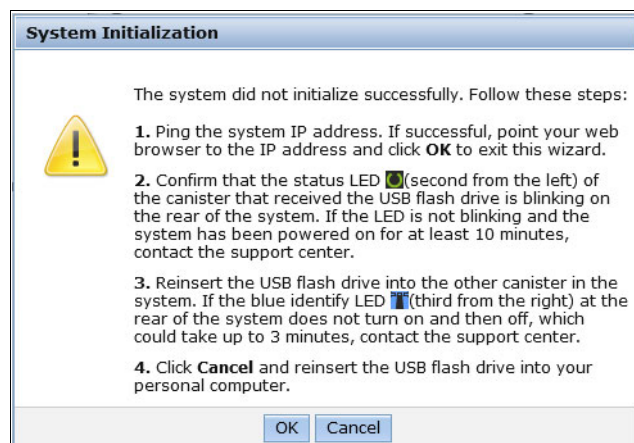 System Initialization
The system did not initialize successfully. Follow these steps:
1. Ping the system IP address. If successful, point your web
browser to the IP address and click OK to exit this wizard.
2. Confirm that the status LED (second from the left) of
the canister that received the USB flash drive is blinking on
the rear of the system. If the LED is not blinking and the
system has been powered on for at least 10 minutes,
contact the support center.
3. Reinsert the USB flash drive into the other canister in the
system. If the blue identify LED (third from the right) at the
rear of the system does not turn on and then off, which
could take up to 3 minutes, contact the support center.
4. Click Cancel and reinsert the USB flash drive into your
personal computer.
OK Cancel